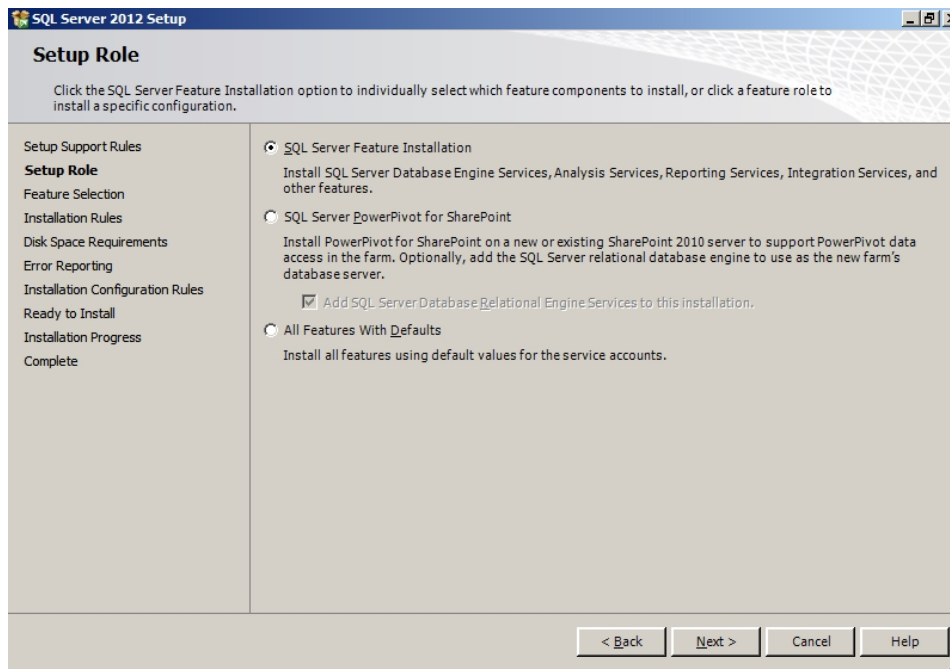 SQL Server 2012 Setup
Setup Role
Click the SQL Server Feature Installation option to individually select which feature components to install, or click a feature role to
install a specific configuration.
Setup Support Rules
Setup Role
Feature Selection
Installation Rules
Disk Space Requirements
Error Reporting
Installation Configuration Rules
Ready to Install
Installation Progress
Complete
SQL Server Feature Installation
Install SQL Server Database Engine Services, Analysis Services, Reporting Services, Integration Services, and
other features.
SQL Server PowerPivot for SharePoint
Install PowerPivot for SharePoint on a new or existing SharePoint 2010 server to support PowerPivot data
access in the farm. Optionally, add the SQL Server relational database engine to use as the new farm's
database server.
Add SQL Server Database Relational Engine Services to this installation.
All Features With Defaults
Install all features using default values for the service accounts.
< Back
Next >
Cancel
Help